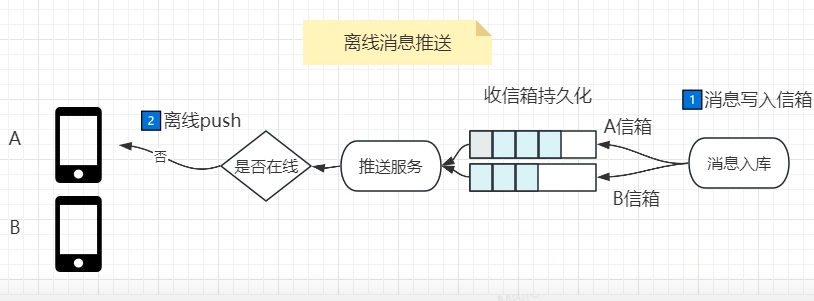 离线消息推送
收信箱持久化
1 消息写入信箱
2 离线push
A信箱
A
否
是否在线
推送服务
消息入库
B信箱
B